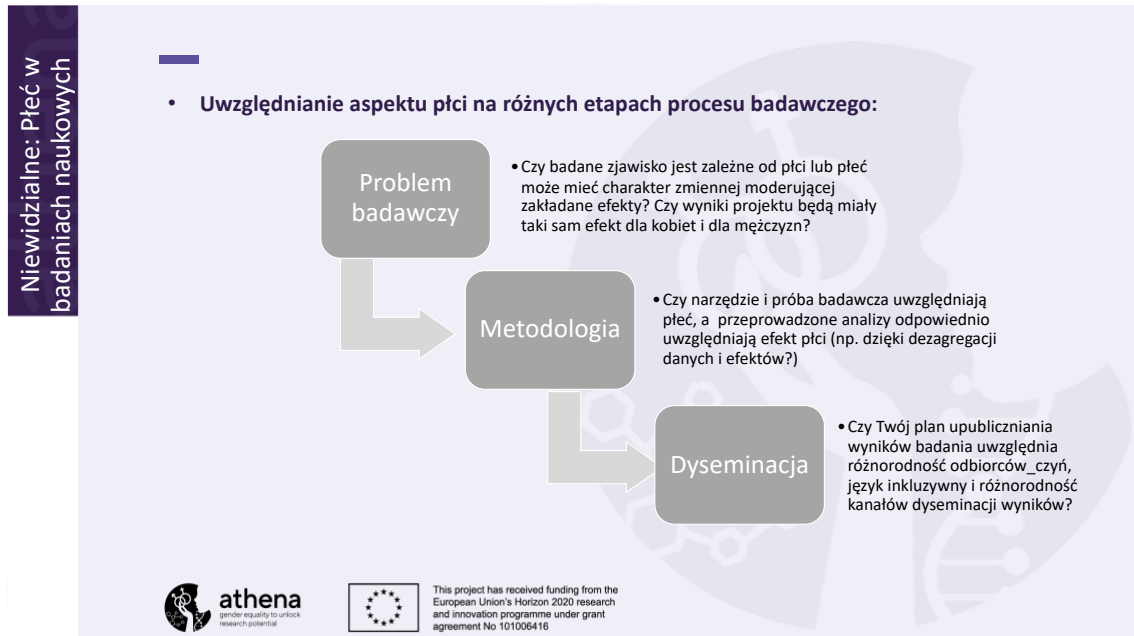 Niewidzialne: Płeć w
badaniach naukowych
• Uwzględnianie aspektu płci na różnych etapach procesu badawczego:
Problem
badawczy
• Czy badane zjawisko jest zależne od płci lub płeć
może mieć charakter zmiennej moderującej
zakładane efekty? Czy wyniki projektu będą miały
taki sam efekt dla kobiet i dla mężczyzn?
Metodologia
• Czy narzędzie i próba badawcza uwzględniają
płeć, a przeprowadzone analizy odpowiednio
uwzględniają efekt płci (np. dzięki dezagregacji
danych i efektów?)
Dyseminacja
• Czy Twój plan upubliczniania
wyników badania uwzględnia
różnorodność odbiorców_czyń,
język inkluzywny i różnorodność
kanałów dyseminacji wyników?
athena
gender equality to unlock
research potential
This project has received funding from the
European Union's Horizon 2020 research
and innovation programme under grant
agreement No 101006416